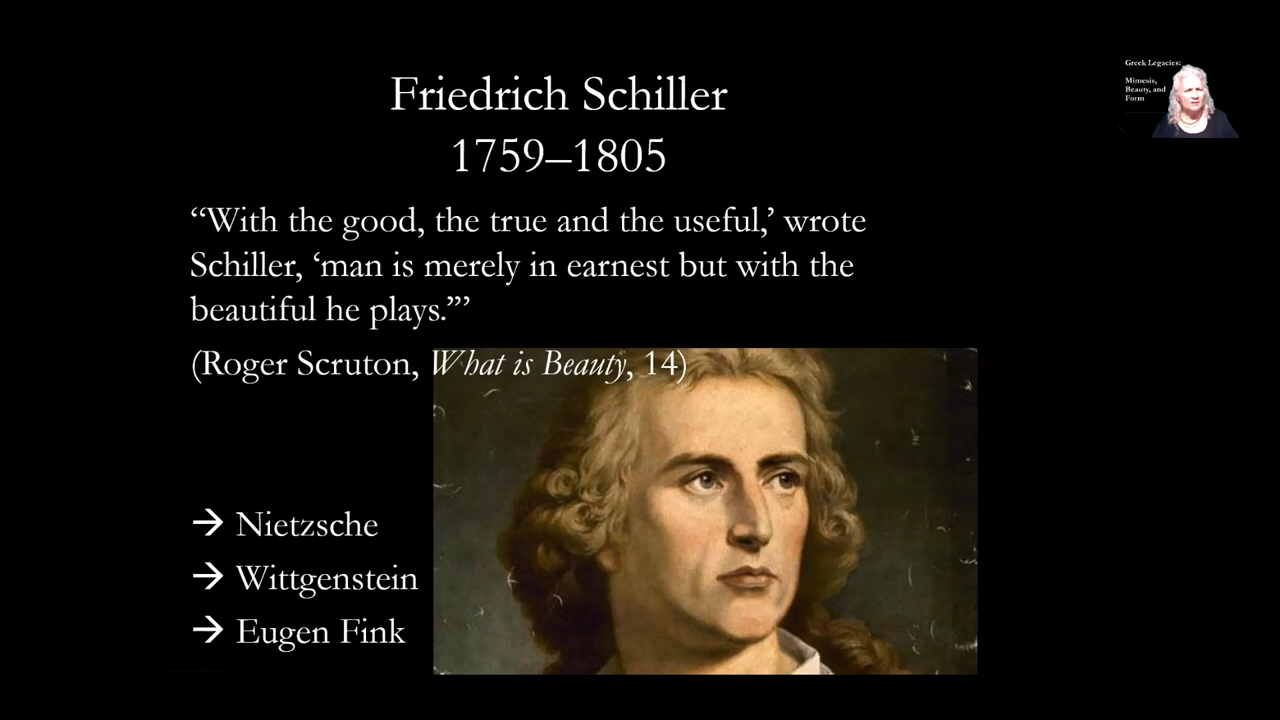 Friedrich Schiller
1759–1805
“With the good, the true and the useful,’ wrote
Schiller, ‘man is merely in earnest but with the
beautiful he plays.’”
(Roger Scruton, What is Beauty, 14)
→ Nietzsche
→ Wittgenstein
→ Eugen Fink
Greek Legacies:
Mimesis,
Beauty, and
Form